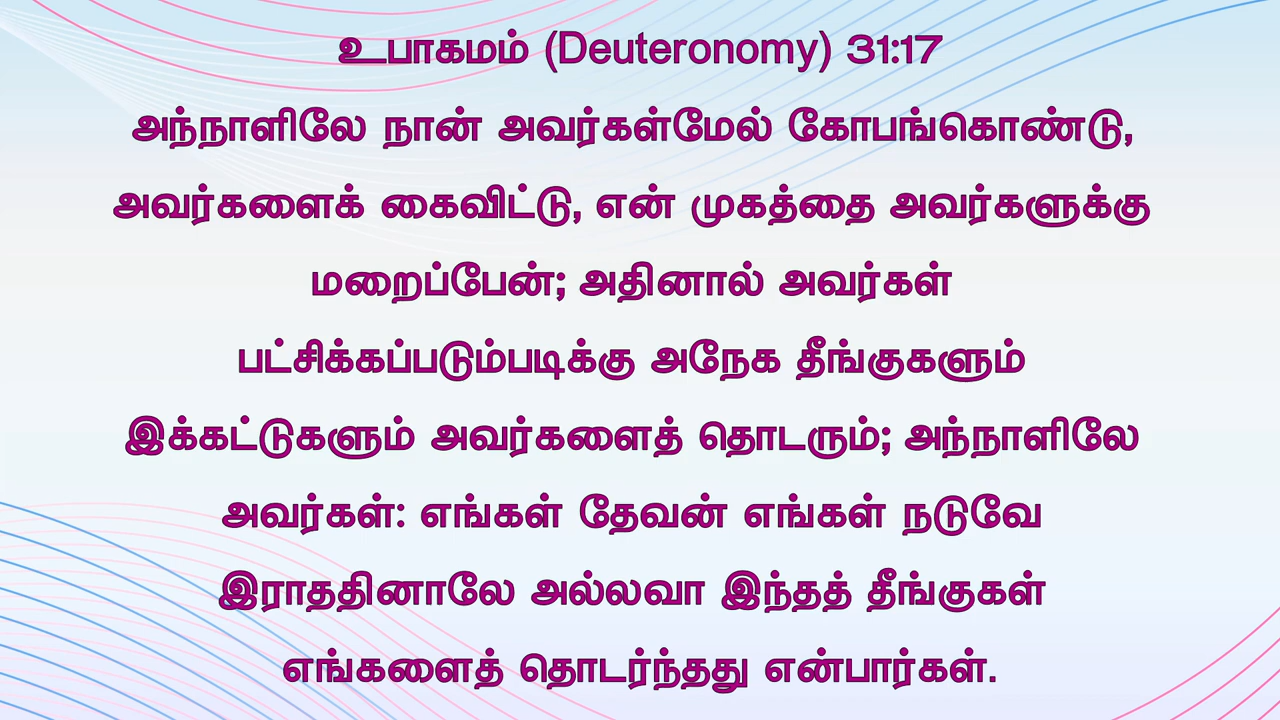 உபாகமம் (Deuteronomy) 31:17
அந்நாளிலே நான் அவர்கள்மேல் கோபங்கொண்டு,
அவர்களைக் கைவிட்டு, என் முகத்தை அவர்களுக்கு
மறைப்பேன்; அதினால் அவர்கள்
பட்சிக்கப்படும்படிக்கு அநேக தீங்குகளும்
இக்கட்டுகளும் அவர்களைத் தொடரும்; அந்நாளிலே
அவர்கள்: எங்கள் தேவன் எங்கள் நடுவே
இராததினாலே அல்லவா இந்தத் தீங்குகள்
எங்களைத் தொடர்ந்தது என்பார்கள்.